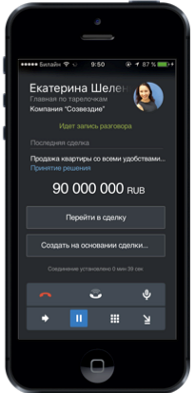 Билайн 9:50 87 %
Екатерина Шелен
Главная по тарелочкам
Компания "Созвездие"
Идет запись разговора
Последняя сделка
Продажа квартиры со всеми удобствами...
Принятие решения
90 000 000 RUB
Перейти в сделку
Создать на основании сделки...
Соединение установлено 0 мин 30 сек